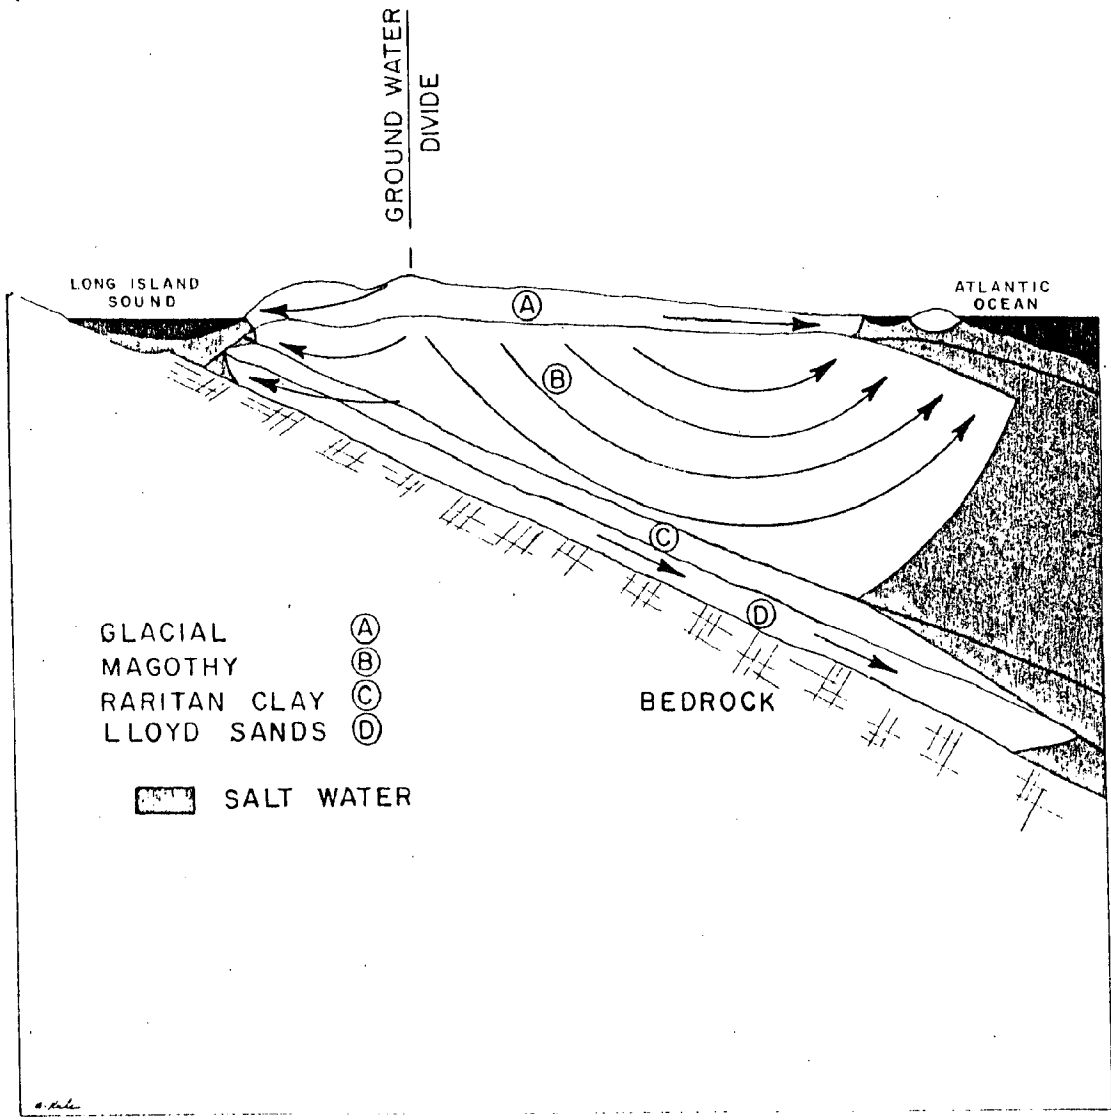 GROUND WATER
DIVIDE
LONG ISLAND
SOUND
ATLANTIC
OCEAN
A
B
C
D
GLACIAL A
MAGOTHY B
RARITAN CLAY C
LLOYD SANDS D
BEDROCK
SALT WATER